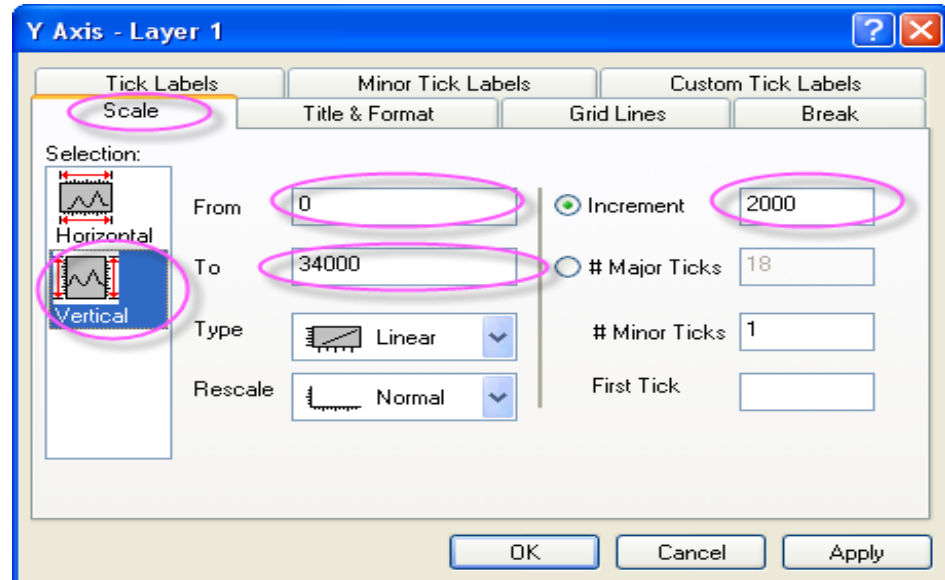 Y Axis - Layer 1
Tick Labels
Minor Tick Labels
Custom Tick Labels
Scale
Title & Format
Grid Lines
Break
Selection:
Horizontal
Vertical
From 0
To 34000
Type Linear
Rescale Normal
Increment 2000
# Major Ticks 18
# Minor Ticks 1
First Tick
OK
Cancel
Apply